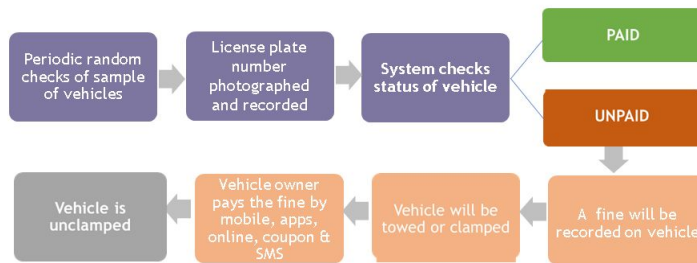 Periodic random
checks of sample
of vehicles
License plate
number
photographed
and recorded
System checks
status of vehicle
PAID
UNPAID
Vehicle is
unclamped
Vehicle owner
pays the fine by
mobile, apps,
online, coupon &
SMS
Vehicle will be
towed or clamped
A fine will be
recorded on vehicle